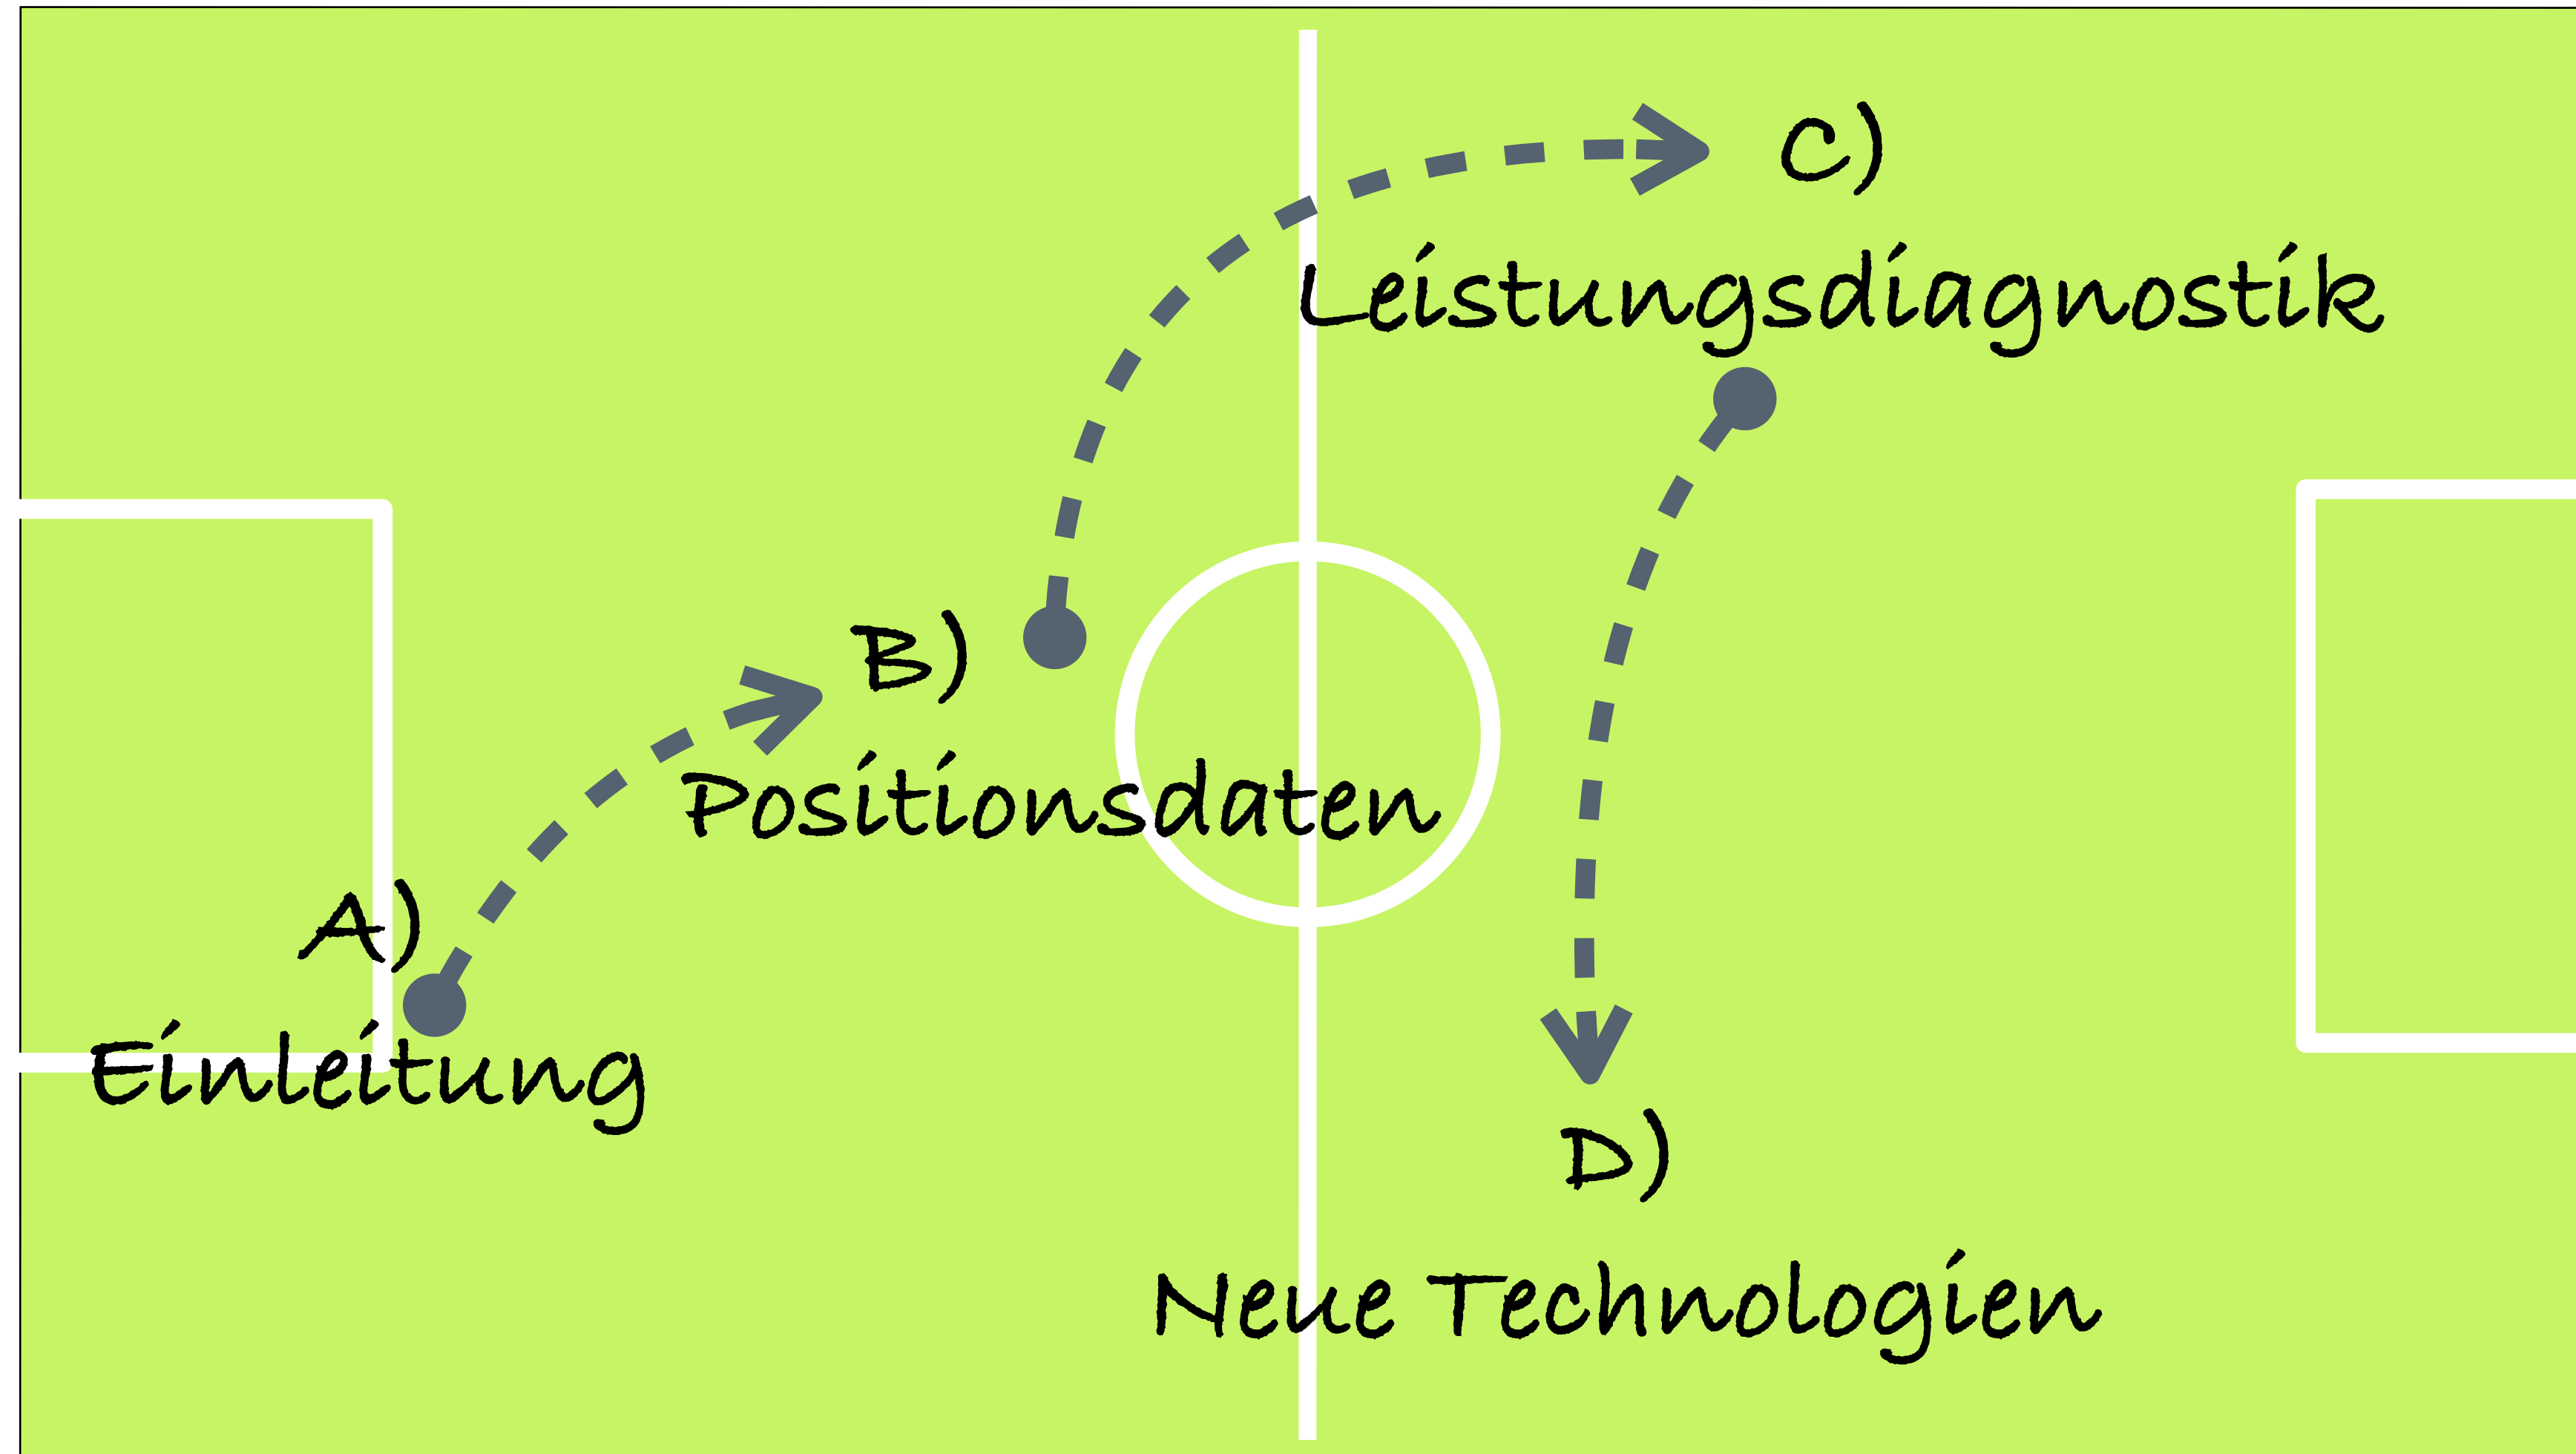 A)
Einleitung
B)
Positionsdaten
C)
Leistungsdiagnostik
D)
Neue Technologien